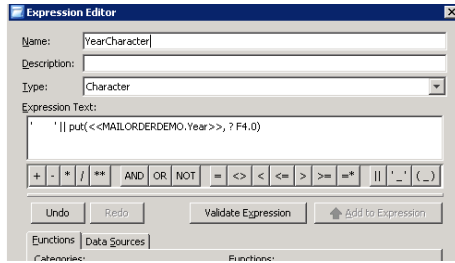 Expression Editor
Name: YearCharacter
Description:
Type: Character
Expression Text:
'      ' || put(<<MAILORDERDEMO.Year>>, ? F4.0)
+ - * / ** AND OR NOT = <> < <= > >= =* || '_' (_)
Undo Redo Validate Expression Add to Expression
Functions Data Sources
Categories: Functions: